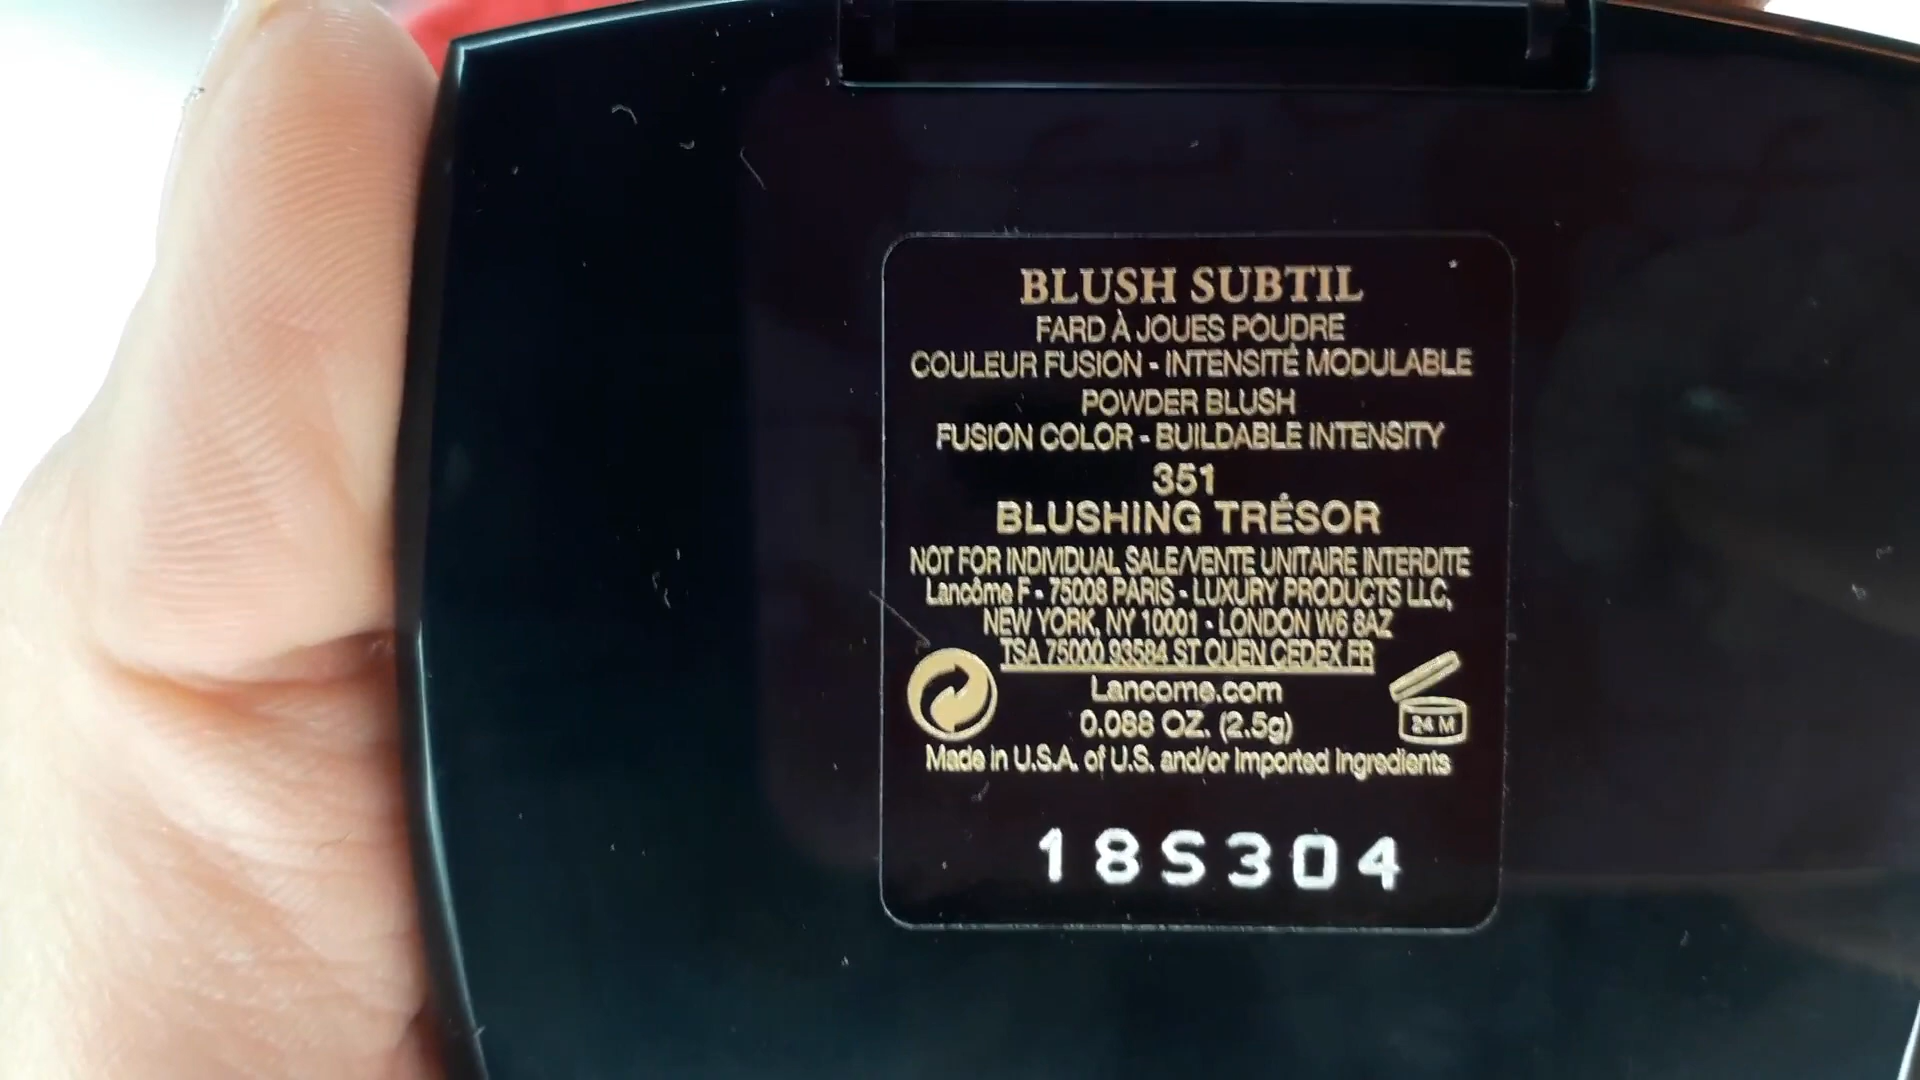 BLUSH SUBTIL
FARD À JOUES POUDRE
COULEUR FUSION - INTENSITÉ MODULABLE
POWDER BLUSH
FUSION COLOR - BUILDABLE INTENSITY
351
BLUSHING TRÉSOR
NOT FOR INDIVIDUAL SALE/VENTE UNITAIRE INTERDITE
Lancôme F - 75008 PARIS - LUXURY PRODUCTS LLC,
NEW YORK, NY 10001 - LONDON W6 8AZ
TSA 75000 93584 ST OUEN CEDEX FR
Lancome.com
0.088 OZ. (2.5g)
24 M
Made in U.S.A. of U.S. and/or Imported Ingredients
18S304